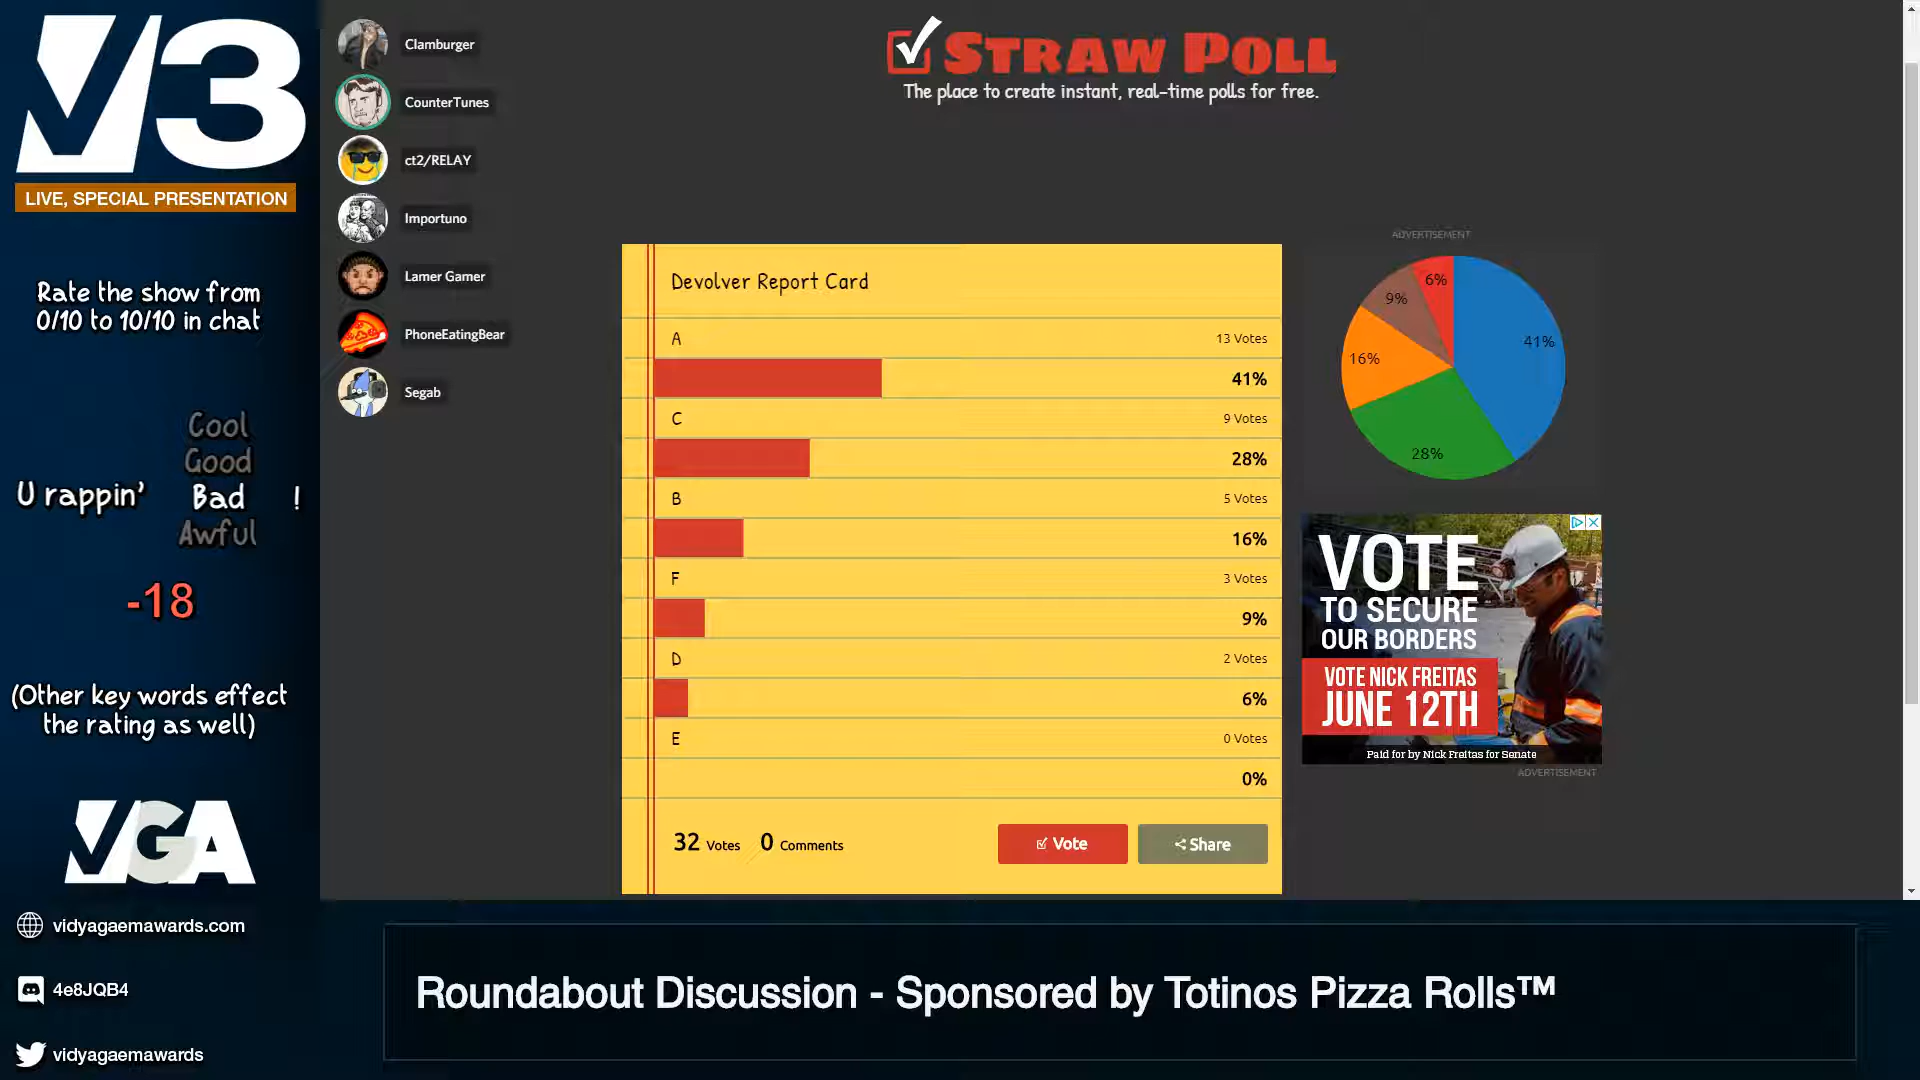 V3
LIVE, SPECIAL PRESENTATION
Rate the show from
0/10 to 10/10 in chat
Cool
Good
U rappin' Bad !
Awful
-18
(Other key words effect
the rating as well)
VGA
vidyagaemawards.com
4e8JQB4
vidyagaemawards
Clamburger
CounterTunes
ct2/RELAY
Importuno
Lamer Gamer
PhoneEatingBear
Segab
STRAW POLL
The place to create instant, real-time polls for free.
Devolver Report Card
A 13 Votes
41%
C 9 Votes
28%
B 5 Votes
16%
F 3 Votes
9%
D 2 Votes
6%
E 0 Votes
0%
32 Votes 0 Comments
Vote Share
ADVERTISEMENT
6%
9%
41%
16%
28%
VOTE
TO SECURE
OUR BORDERS
VOTE NICK FREITAS
JUNE 12TH
Paid for by Nick Freitas for Senate
ADVERTISEMENT
Roundabout Discussion - Sponsored by Totinos Pizza Rolls™